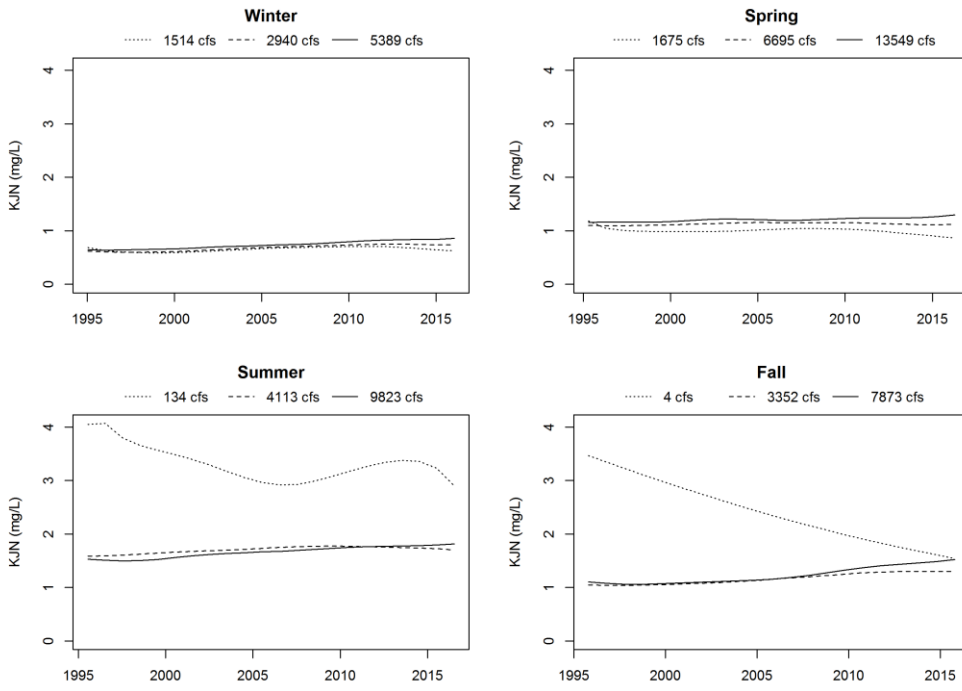 Winter
1514 cfs 2940 cfs 5389 cfs
KJN (mg/L)
4
3
2
1
0
1995 2000 2005 2010 2015
Spring
1675 cfs 6695 cfs 13549 cfs
KJN (mg/L)
4
3
2
1
0
1995 2000 2005 2010 2015
Summer
134 cfs 4113 cfs 9823 cfs
KJN (mg/L)
4
3
2
1
0
1995 2000 2005 2010 2015
Fall
4 cfs 3352 cfs 7873 cfs
KJN (mg/L)
4
3
2
1
0
1995 2000 2005 2010 2015